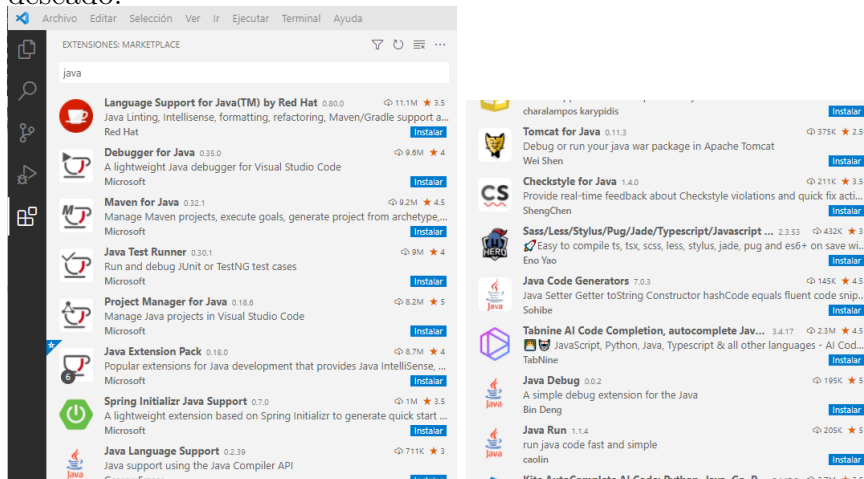 deseado.
Archivo Editar Selección Ver Ir Ejecutar Terminal Ayuda
EXTENSIONES: MARKETPLACE
java
Language Support for Java(TM) by Red Hat 0.80.0 11.1M ★ 3.5
Java Linting, Intellisense, formatting, refactoring, Maven/Gradle support a...
Red Hat Instalar
Debugger for Java 0.35.0 9.6M ★ 4
A lightweight Java debugger for Visual Studio Code
Microsoft Instalar
Maven for Java 0.32.1 9.2M ★ 4.5
Manage Maven projects, execute goals, generate project from archetype,...
Microsoft Instalar
Java Test Runner 0.30.1 9M ★ 4
Run and debug JUnit or TestNG test cases
Microsoft Instalar
Project Manager for Java 0.18.6 8.2M ★ 5
Manage Java projects in Visual Studio Code
Microsoft Instalar
Java Extension Pack 0.18.0 8.7M ★ 4
Popular extensions for Java development that provides Java IntelliSense, ...
6 Microsoft Instalar
Spring Initializr Java Support 0.7.0 1M ★ 3.5
A lightweight extension based on Spring Initializr to generate quick start ...
Microsoft Instalar
Java Language Support 0.2.39 711K ★ 3
Java support using the Java Compiler API
Java
charalampos karypidis Instalar
Tomcat for Java 0.11.3 375K ★ 2.5
Debug or run your java war package in Apache Tomcat
Wei Shen Instalar
CS Checkstyle for Java 1.4.0 211K ★ 3.5
Provide real-time feedback about Checkstyle violations and quick fix acti...
ShengChen Instalar
Sass/Less/Stylus/Pug/Jade/Typescript/Javascript ... 2.3.53 432K ★ 3
Easy to compile ts, tsx, scss, less, stylus, jade, pug and es6+ on save wi...
HERO Eno Yao Instalar
Java Code Generators 7.0.3 145K ★ 4.5
Java Setter Getter toString Constructor hashCode equals fluent code snip...
Java Sohibe Instalar
Tabnine AI Code Completion, autocomplete Jav... 3.4.17 2.3M ★ 4.5
JavaScript, Python, Java, Typescript & all other languages - AI Cod...
TabNine Instalar
Java Debug 0.0.2 195K ★ 5
A simple debug extension for the Java
Java Bin Deng Instalar
Java Run 1.1.4 205K ★ 5
run java code fast and simple
Java caolin Instalar